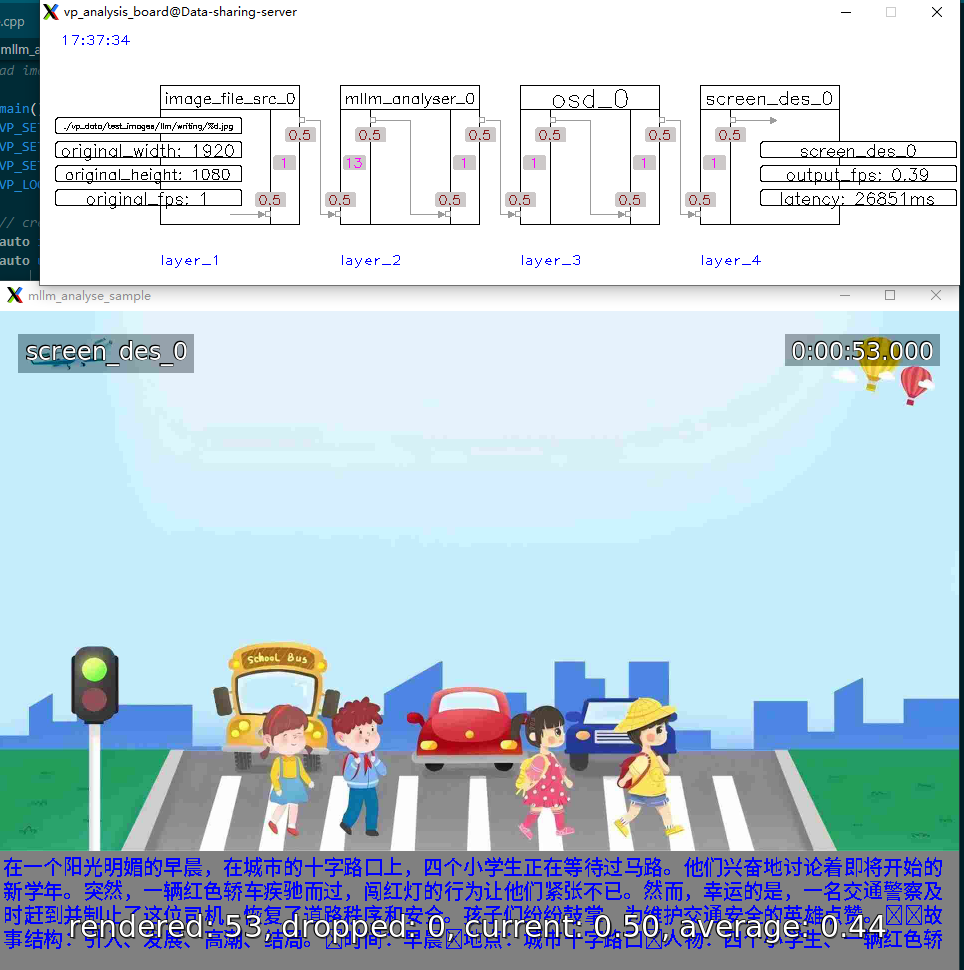 .cpp
vp_analysis_board@Data-sharing-server
17:37:34
mllm_a
ad im
main()
VP_SE
VP_SE
VP_SE
VP_LO
// cr
auto
auto
image_file_src_0
mllm_analyser_0
osd_0
screen_des_0
./vp_data/test_images/llm/writing/%d.jpg
original_width: 1920
original_height: 1080
original_fps: 1
0.5 0.5 0.5 0.5 0.5 0.5 0.5
1 13 1 1 1 1
0.5 0.5 0.5 0.5 0.5 0.5
screen_des_0
output_fps: 0.39
latency: 26851ms
layer_1
layer_2
layer_3
layer_4
mllm_analyse_sample
screen_des_0
0:00:53.000
School Bus
在一个阳光明媚的早晨，在城市的十字路口上，四个小学生正在等待过马路。他们兴奋地讨论着即将开始的
新学年。突然，一辆红色轿车疾驰而过，闯红灯的行为让他们紧张不已。然而，幸运的是，一名交通警察及
时赶到并制止了这位司机，恢复了道路秩序和安全。孩子们纷纷鼓掌，为维护交通安全的英雄点赞。故
rendered: 53, dropped: 0, current: 0.50, average: 0.44
事结构：引入、发展、高潮、结局。时间：早晨地点：城市十字路口人物：四个小学生、一辆红色轿